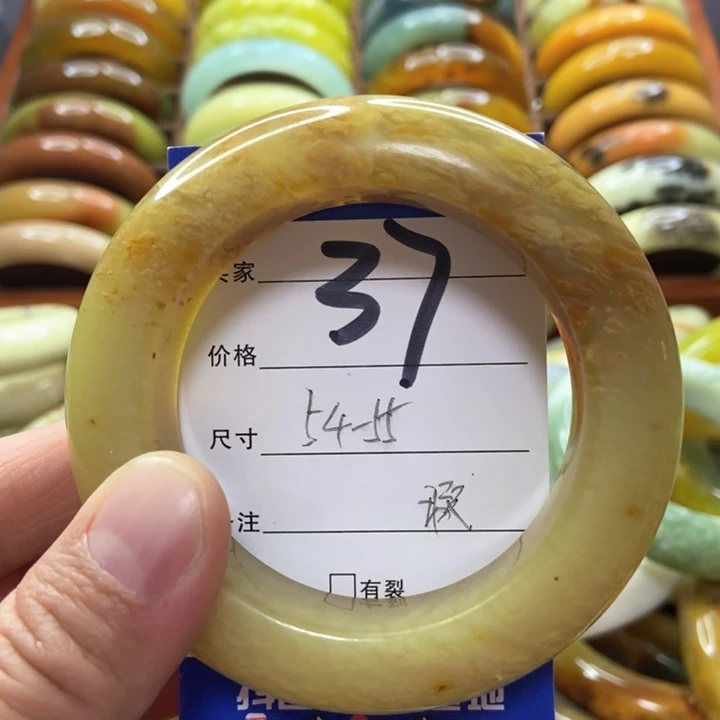 家 37
价格
尺寸 54-55
注
有裂